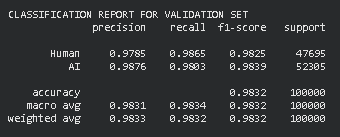 CLASSIFICATION REPORT FOR VALIDATION SET
precision recall f1-score support
Human 0.9785 0.9865 0.9825 47695
AI 0.9876 0.9803 0.9839 52305
accuracy 0.9832 100000
macro avg 0.9831 0.9834 0.9832 100000
weighted avg 0.9833 0.9832 0.9832 100000